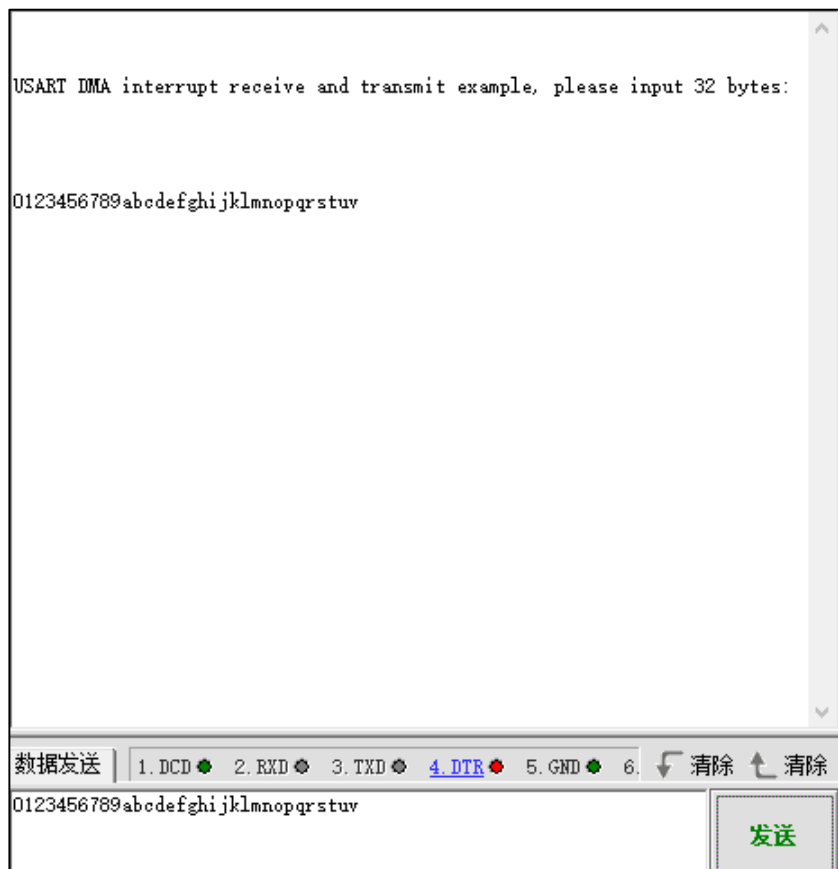 USART DMA interrupt receive and transmit example, please input 32 bytes:
0123456789abcdefghijklmnopqrstuv
数据发送 1.DCD 2.RXD 3.TXD 4.DTR 5.GND 6. 清除 清除
0123456789abcdefghijklmnopqrstuv
发送